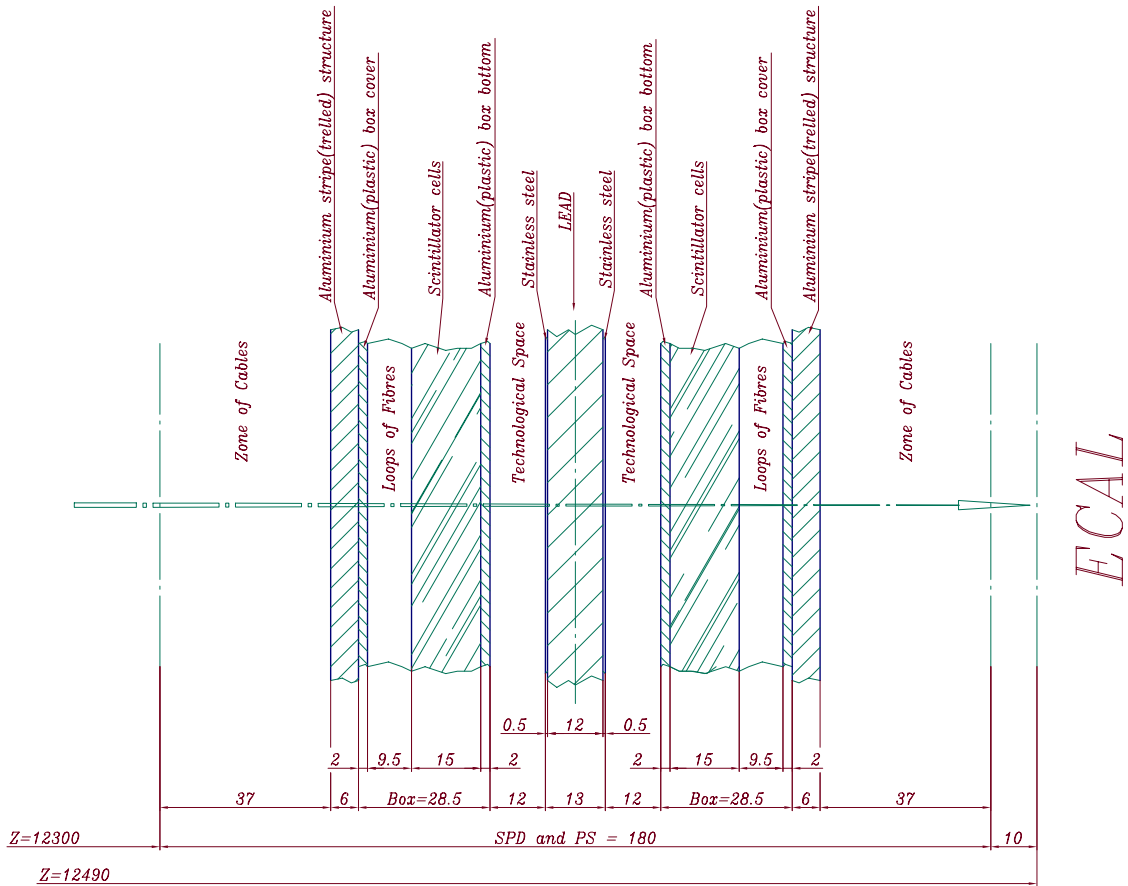 Aluminium stripe(trelled) structure
Aluminium(plastic) box cover
Scintillator cells
Aluminium(plastic) box bottom
Stainless steel
LEAD
Stainless steel
Aluminium(plastic) box bottom
Scintillator cells
Aluminium(plastic) box cover
Aluminium stripe(trelled) structure
Zone of Cables
Loops of Fibres
Technological Space
Technological Space
Loops of Fibres
Zone of Cables
ECAL
0.5 12 0.5
2 9.5 15 2 2 15 9.5 2
37 6 Box=28.5 12 13 12 Box=28.5 6 37
Z=12300 SPD and PS = 180 10
Z=12490